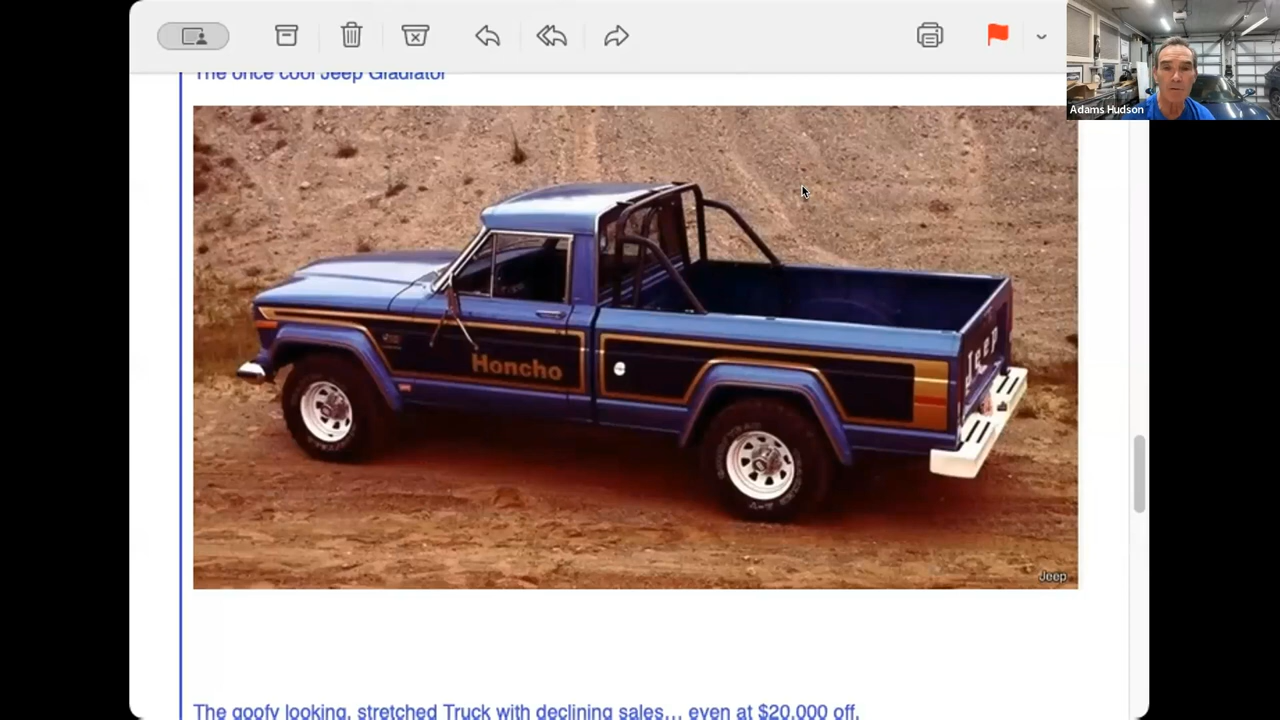 The once cool Jeep Gladiator
Adams Hudson
Honcho
Jeep
Jeep
The goofy looking, stretched Truck with declining sales... even at $20,000 off.